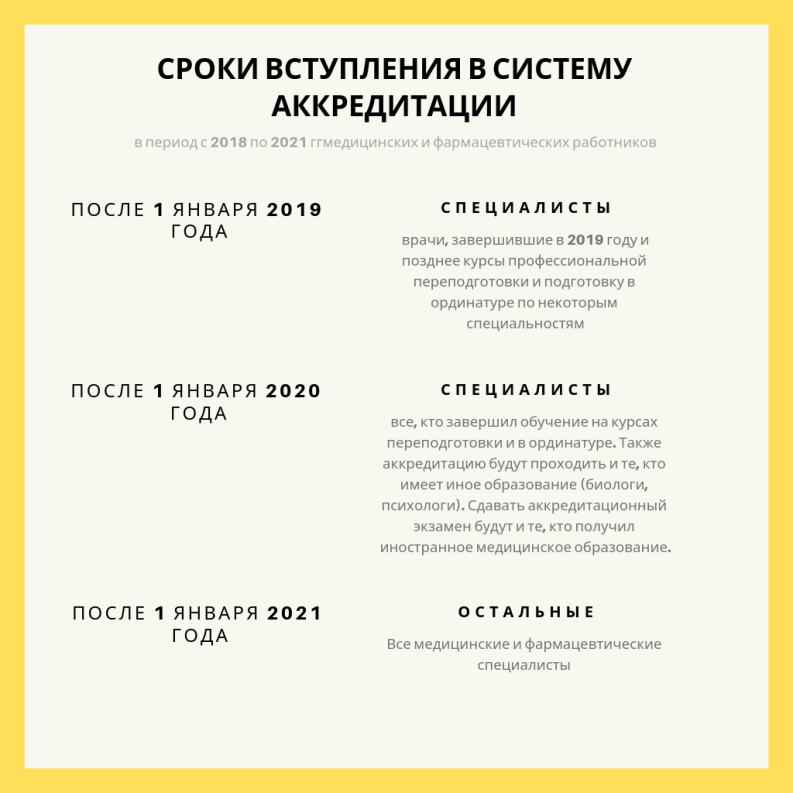 СРОКИ ВСТУПЛЕНИЯ В СИСТЕМУ
АККРЕДИТАЦИИ
в период с 2018 по 2021 ггмедицинских и фармацевтических работников
ПОСЛЕ 1 ЯНВАРЯ 2019
ГОДА
СПЕЦИАЛИСТЫ
врачи, завершившие в 2019 году и
позднее курсы профессиональной
переподготовки и подготовку в
ординатуре по некоторым
специальностям
ПОСЛЕ 1 ЯНВАРЯ 2020
ГОДА
СПЕЦИАЛИСТЫ
все, кто завершил обучение на курсах
переподготовки и в ординатуре. Также
аккредитацию будут проходить и те, кто
имеет иное образование (биологи,
психологи). Сдавать аккредитационный
экзамен будут и те, кто получил
иностранное медицинское образование.
ПОСЛЕ 1 ЯНВАРЯ 2021
ГОДА
ОСТАЛЬНЫЕ
Все медицинские и фармацевтические
специалисты